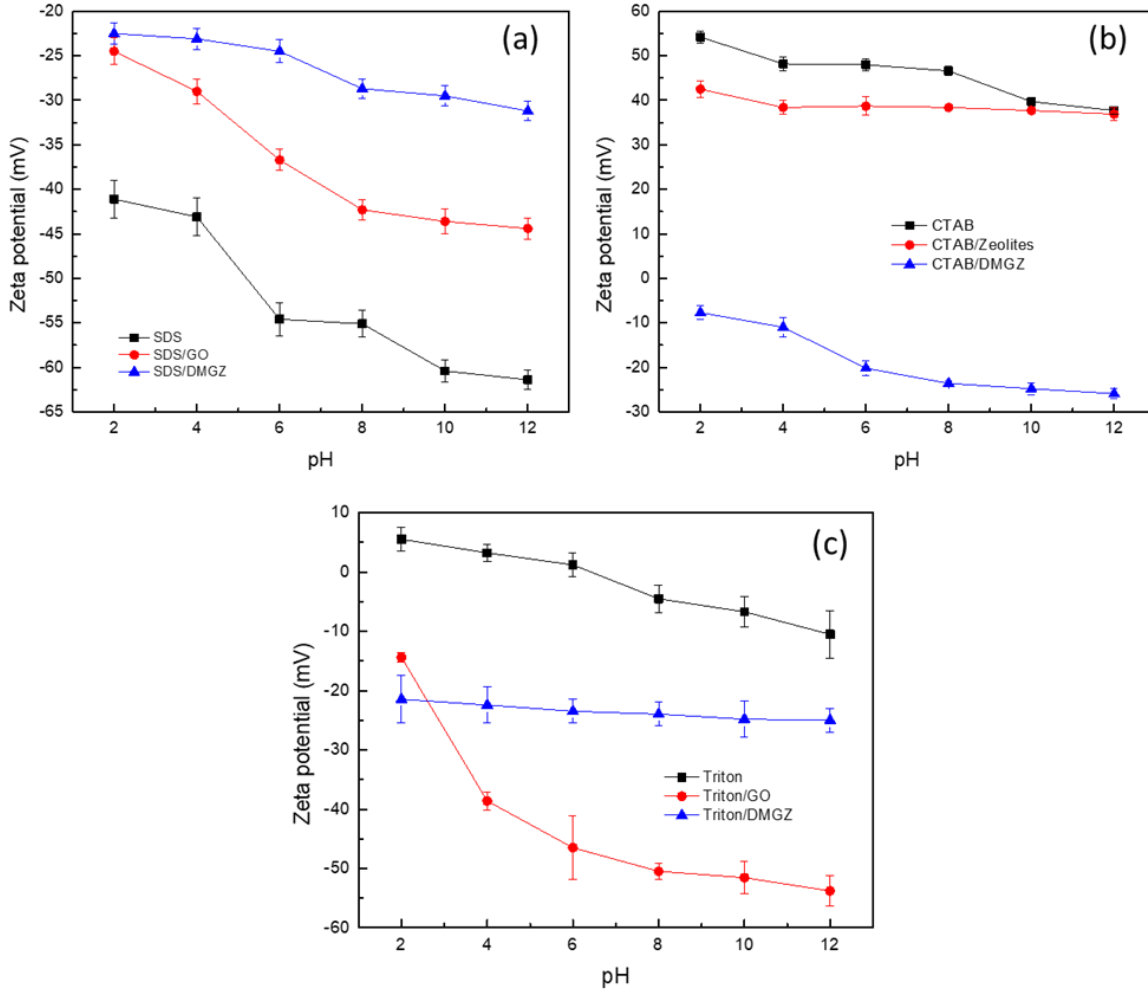 (a)
-20
-25
-30
-35
-40
-45
-50
-55
-60
-65
Zeta potential (mV)
SDS
SDS/GO
SDS/DMGZ
2 4 6 8 10 12
pH
(b)
60
50
40
30
20
10
0
-10
-20
-30
Zeta potential (mV)
CTAB
CTAB/Zeolites
CTAB/DMGZ
2 4 6 8 10 12
pH
(c)
10
0
-10
-20
-30
-40
-50
-60
Zeta potential (mV)
Triton
Triton/GO
Triton/DMGZ
2 4 6 8 10 12
pH